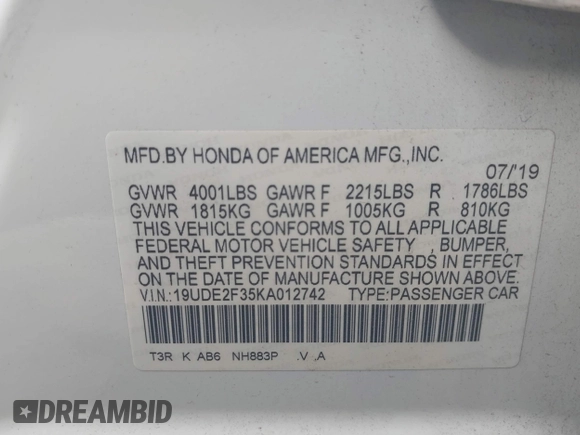 MFD.BY HONDA OF AMERICA MFG.,INC.
07/'19
GVWR 4001LBS GAWR F 2215LBS R 1786LBS
GVWR 1815KG GAWR F 1005KG R 810KG
THIS VEHICLE CONFORMS TO ALL APPLICABLE
FEDERAL MOTOR VEHICLE SAFETY , BUMPER,
AND THEFT PREVENTION STANDARDS IN EFFECT
ON THE DATE OF MANUFACTURE SHOWN ABOVE.
V.I.N.:19UDE2F35KA012742 TYPE:PASSENGER CAR
T3R K AB6 NH883P .V .A
DREAMBID